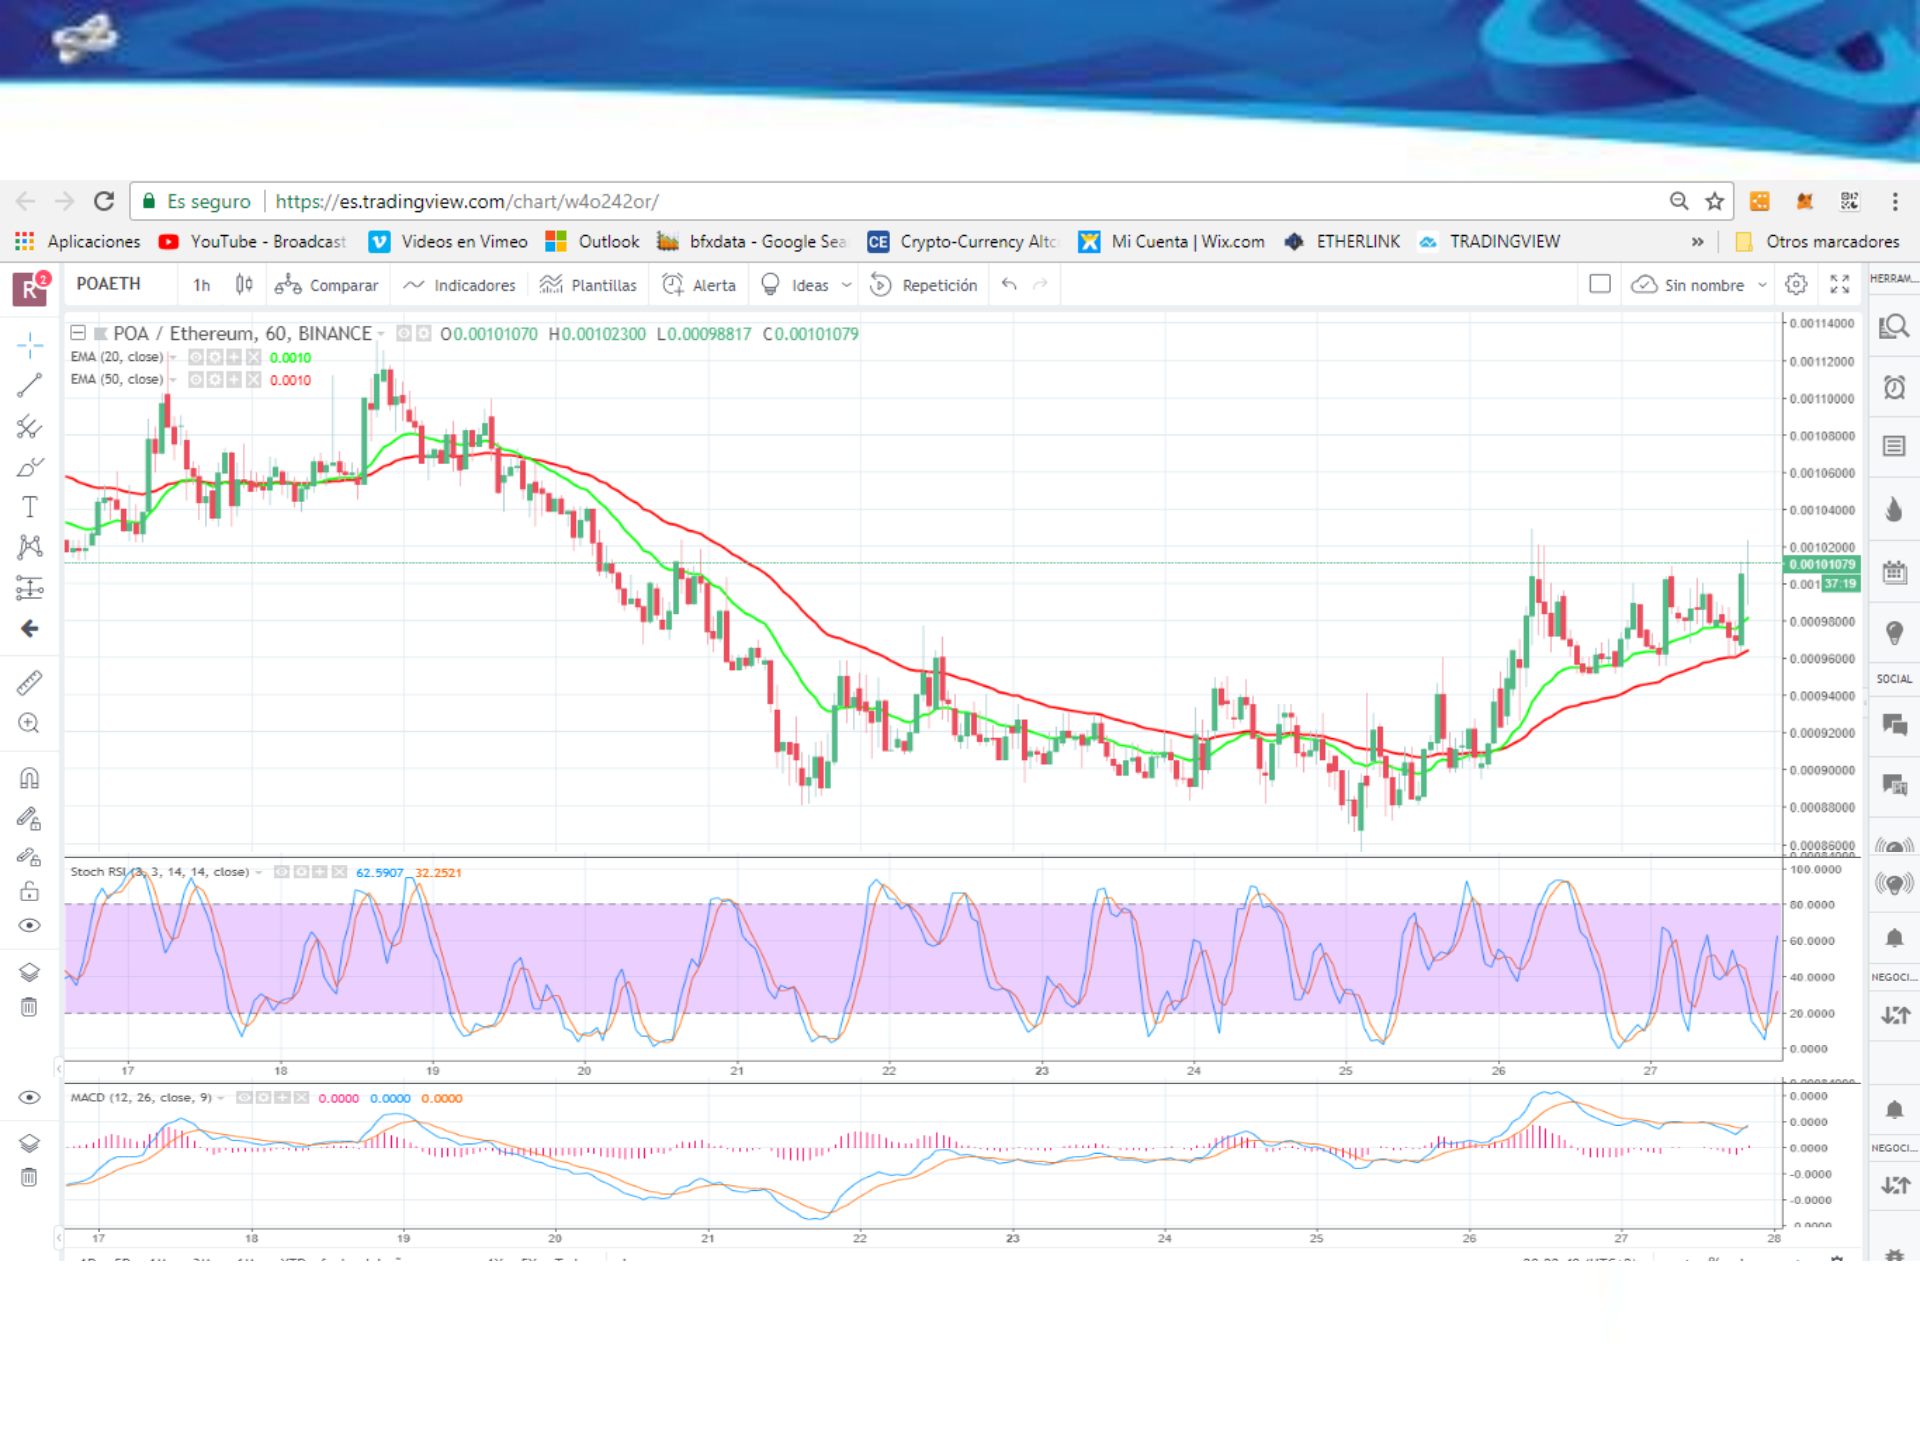 Es seguro https://es.tradingview.com/chart/w4o242or/
Aplicaciones YouTube - Broadcast Videos en Vimeo Outlook bfxdata - Google Sea CE Crypto-Currency Altc Mi Cuenta | Wix.com ETHERLINK TRADINGVIEW » Otros marcadores
R 2 POAETH 1h Comparar Indicadores Plantillas Alerta Ideas Repetición Sin nombre HERRAM...
POA / Ethereum, 60, BINANCE O0.00101070 H0.00102300 L0.00098817 C0.00101079
EMA (20, close) 0.0010
EMA (50, close) 0.0010
0.00114000
0.00112000
0.00110000
0.00108000
0.00106000
0.00104000
0.00102000
0.00101079
0.001 37:19
0.00098000
0.00096000
SOCIAL
0.00094000
0.00092000
0.00090000
0.00088000
0.00086000
Stoch RSI (3, 3, 14, 14, close) 62.5907 32.2521
100.0000
80.0000
60.0000
40.0000
NEGOCI...
20.0000
0.0000
17 18 19 20 21 22 23 24 25 26 27
MACD (12, 26, close, 9) 0.0000 0.0000 0.0000
0.0000
0.0000
0.0000
NEGOCI...
-0.0000
-0.0000
17 18 19 20 21 22 23 24 25 26 27 28